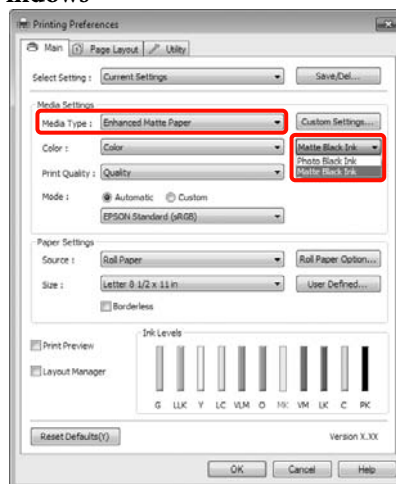 indows
Printing Preferences
Main Page Layout Utility
Select Setting : Current Settings Save/Del...
Media Settings
Media Type : Enhanced Matte Paper Custom Settings...
Color : Color Matte Black Ink
Photo Black Ink
Matte Black Ink
Print Quality : Quality
Mode : Automatic Custom
EPSON Standard (sRGB)
Paper Settings
Source : Roll Paper Roll Paper Option...
Size : Letter 8 1/2 x 11 in User Defined...
Borderless
Ink Levels
Print Preview
Layout Manager
G LLK Y LC VLM O MK VM LK C PK
Reset Defaults(Y) Version X.XX
OK Cancel Help